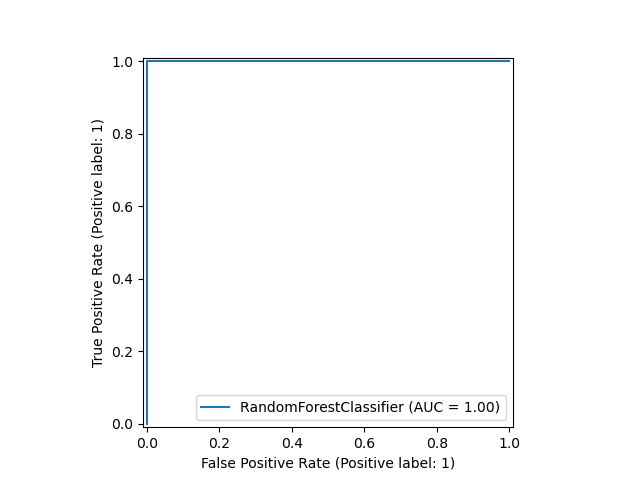 1.0
0.8
0.6
0.4
0.2
0.0
True Positive Rate (Positive label: 1)
RandomForestClassifier (AUC = 1.00)
0.0 0.2 0.4 0.6 0.8 1.0
False Positive Rate (Positive label: 1)